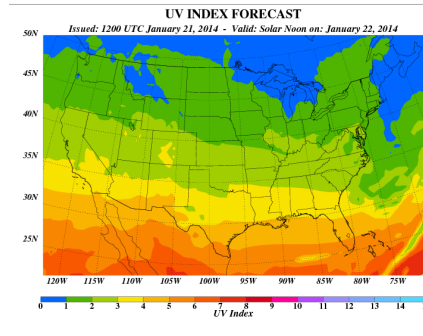 UV INDEX FORECAST
Issued: 1200 UTC January 21, 2014 - Valid: Solar Noon on: January 22, 2014
50N
45N
40N
35N
30N
25N
120W 115W 110W 105W 100W 95W 90W 85W 80W 75W
0 1 2 3 4 5 6 7 8 9 10 11 12 13 14
UV Index